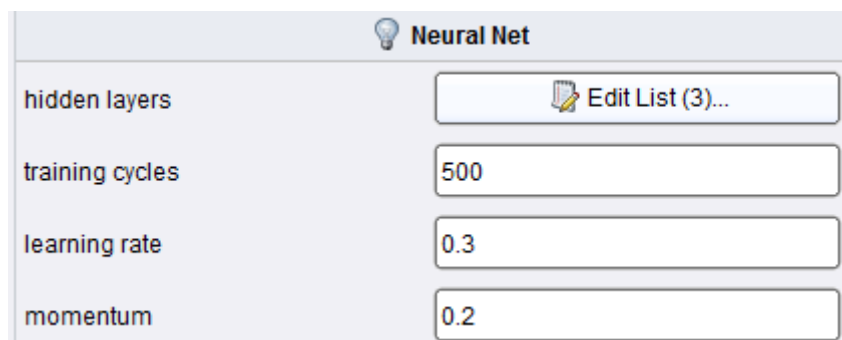 Neural Net
hidden layers Edit List (3)...
training cycles 500
learning rate 0.3
momentum 0.2